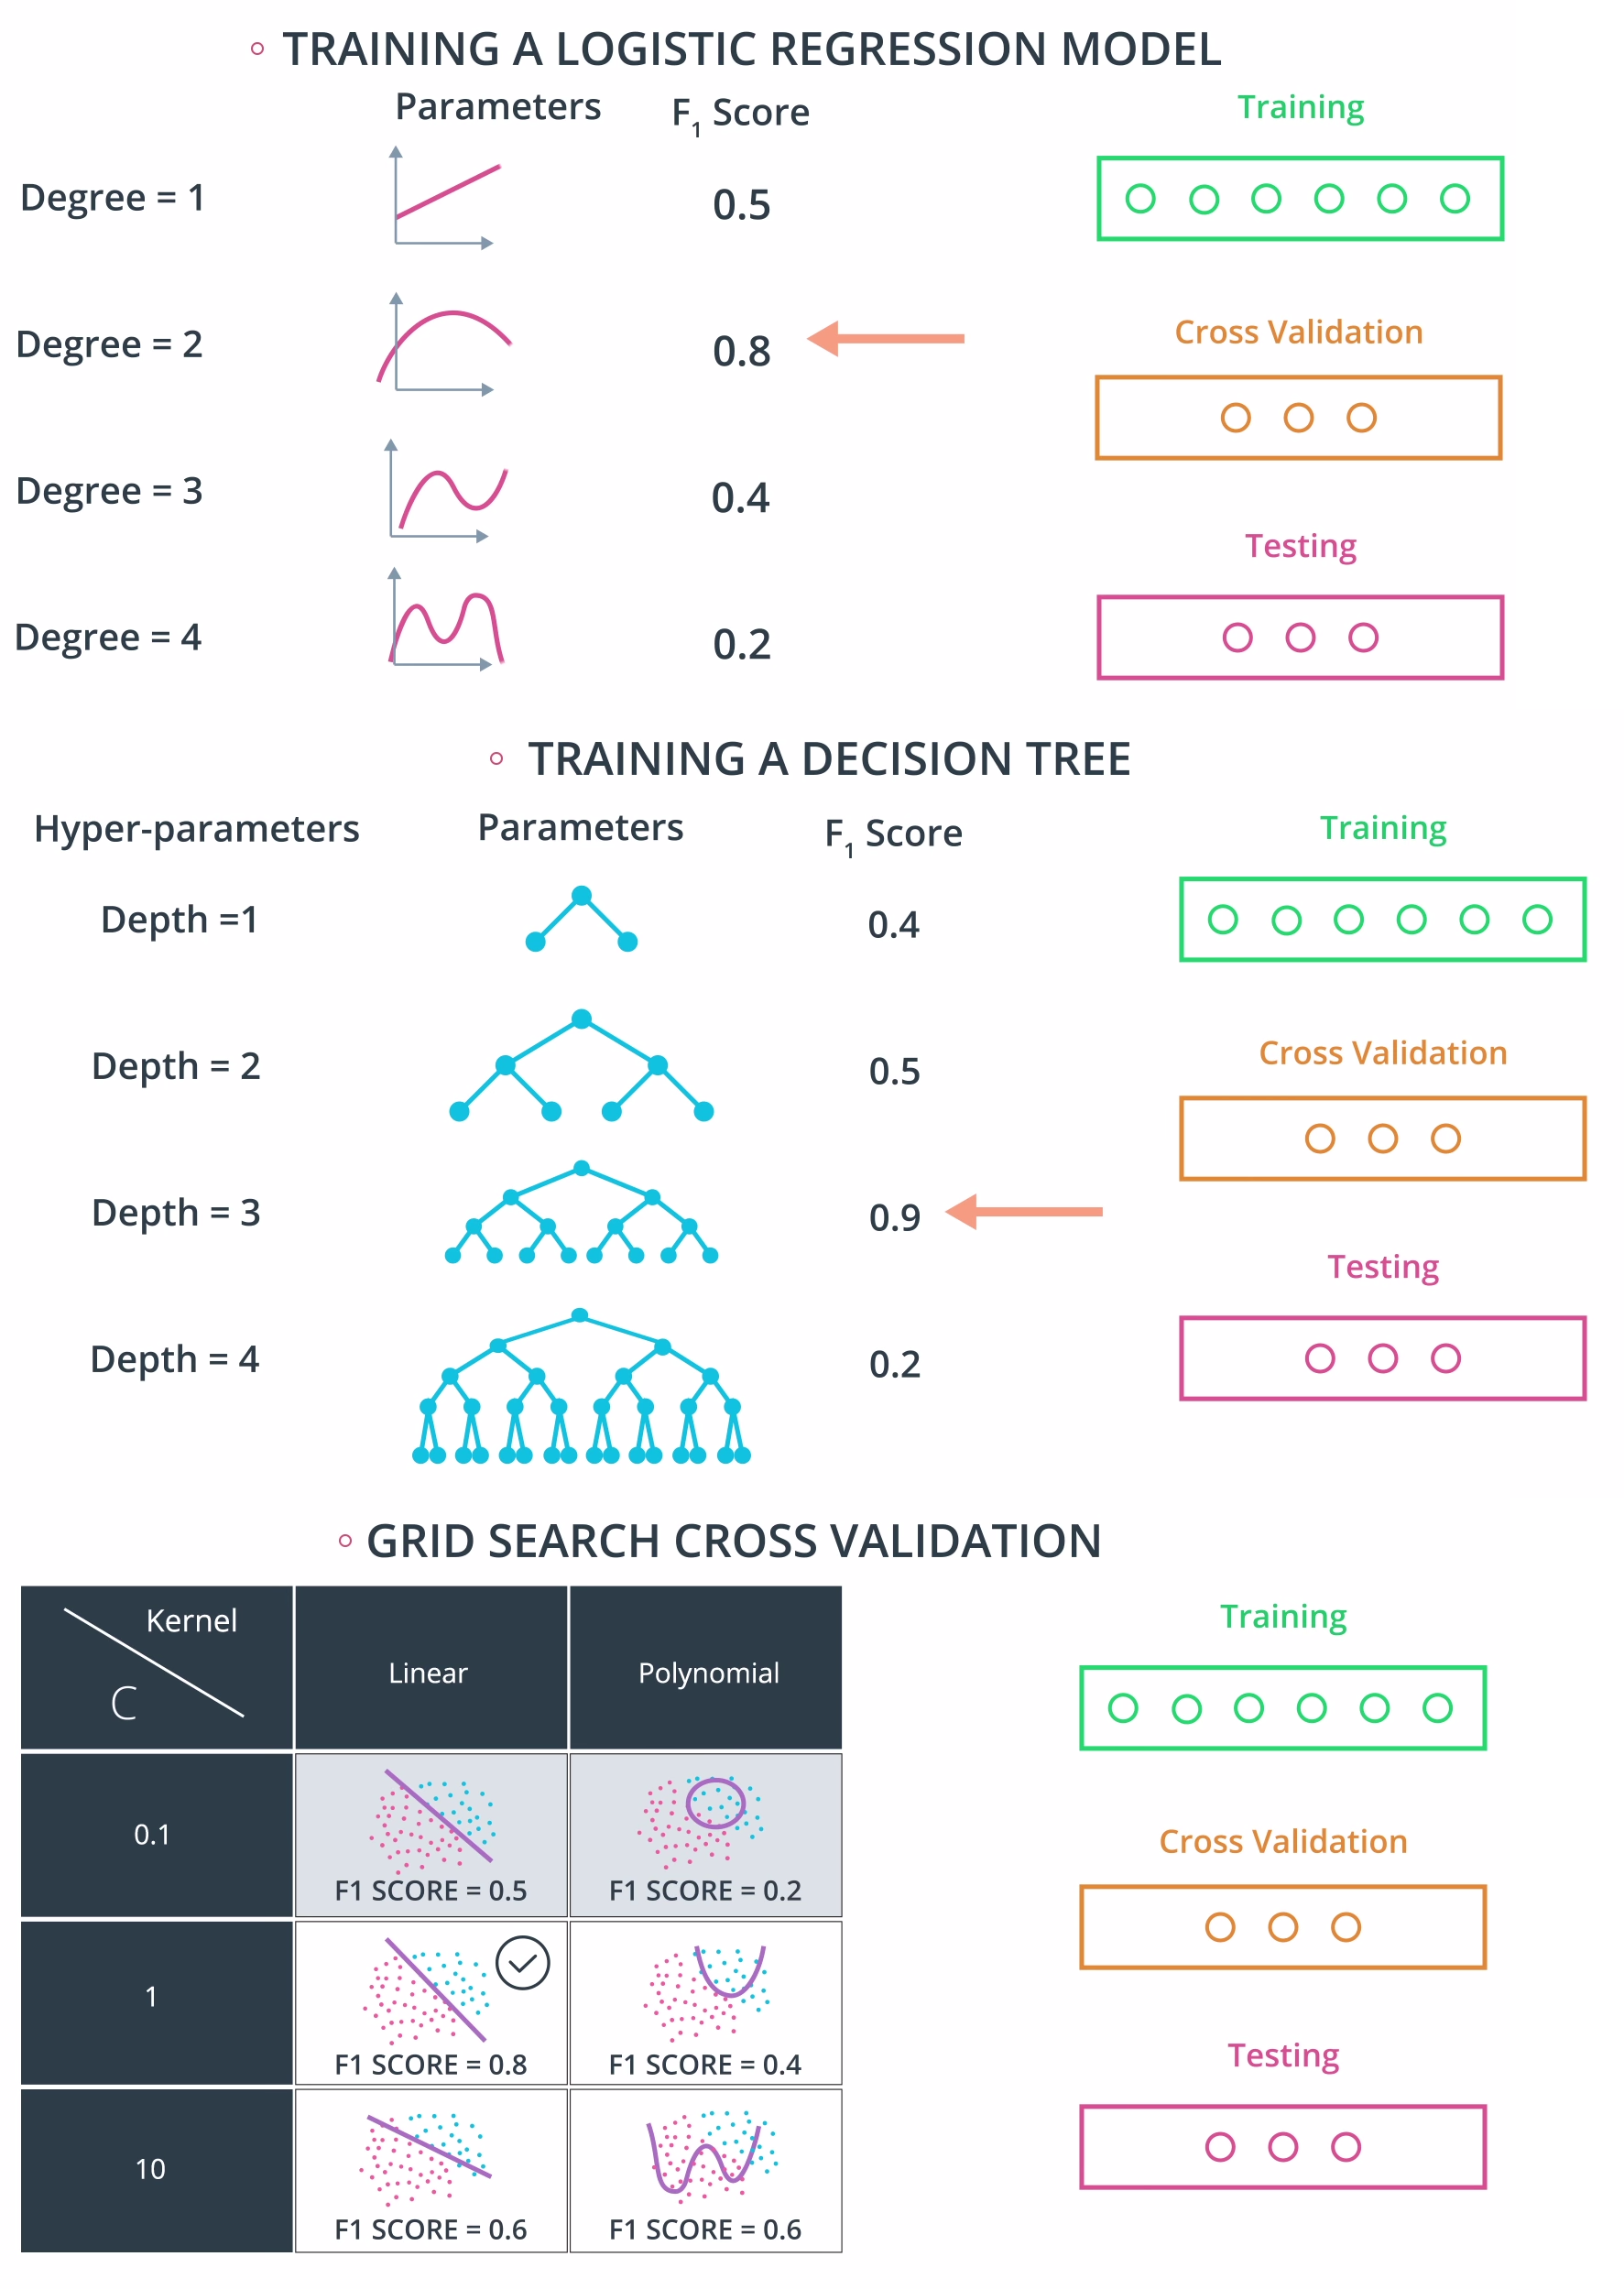 TRAINING A LOGISTIC REGRESSION MODEL
Parameters
F1 Score
Training
Degree = 1
0.5
Degree = 2
0.8
Cross Validation
Degree = 3
0.4
Testing
Degree = 4
0.2
TRAINING A DECISION TREE
Hyper-parameters
Parameters
F1 Score
Training
Depth =1
0.4
Depth = 2
0.5
Cross Validation
Depth = 3
0.9
Testing
Depth = 4
0.2
GRID SEARCH CROSS VALIDATION
Kernel
C
Linear
Polynomial
Training
0.1
F1 SCORE = 0.5
F1 SCORE = 0.2
Cross Validation
1
F1 SCORE = 0.8
F1 SCORE = 0.4
Testing
10
F1 SCORE = 0.6
F1 SCORE = 0.6